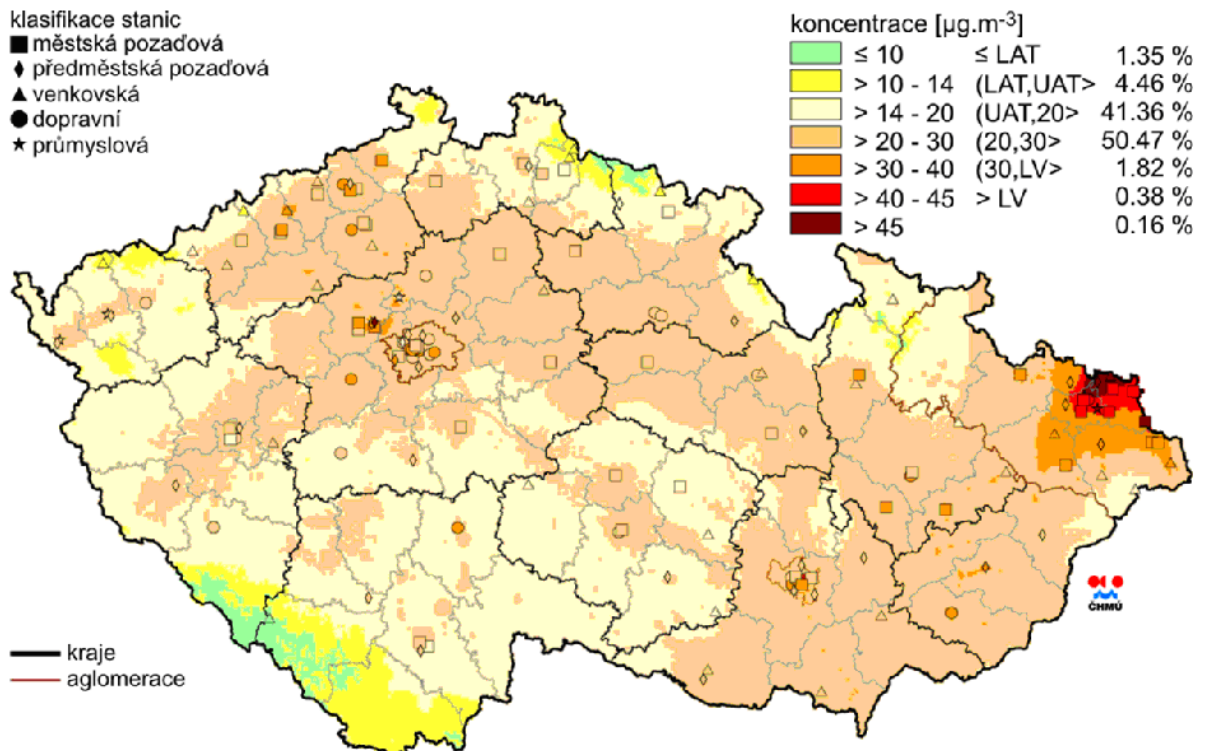 klasifikace stanic
městská pozaďová
předměstská pozaďová
venkovská
dopravní
průmyslová
koncentrace [µg.m⁻³]
≤ 10 ≤ LAT 1.35 %
> 10 - 14 (LAT,UAT> 4.46 %
> 14 - 20 (UAT,20> 41.36 %
> 20 - 30 (20,30> 50.47 %
> 30 - 40 (30,LV> 1.82 %
> 40 - 45 > LV 0.38 %
> 45 0.16 %
ČHMÚ
kraje
aglomerace